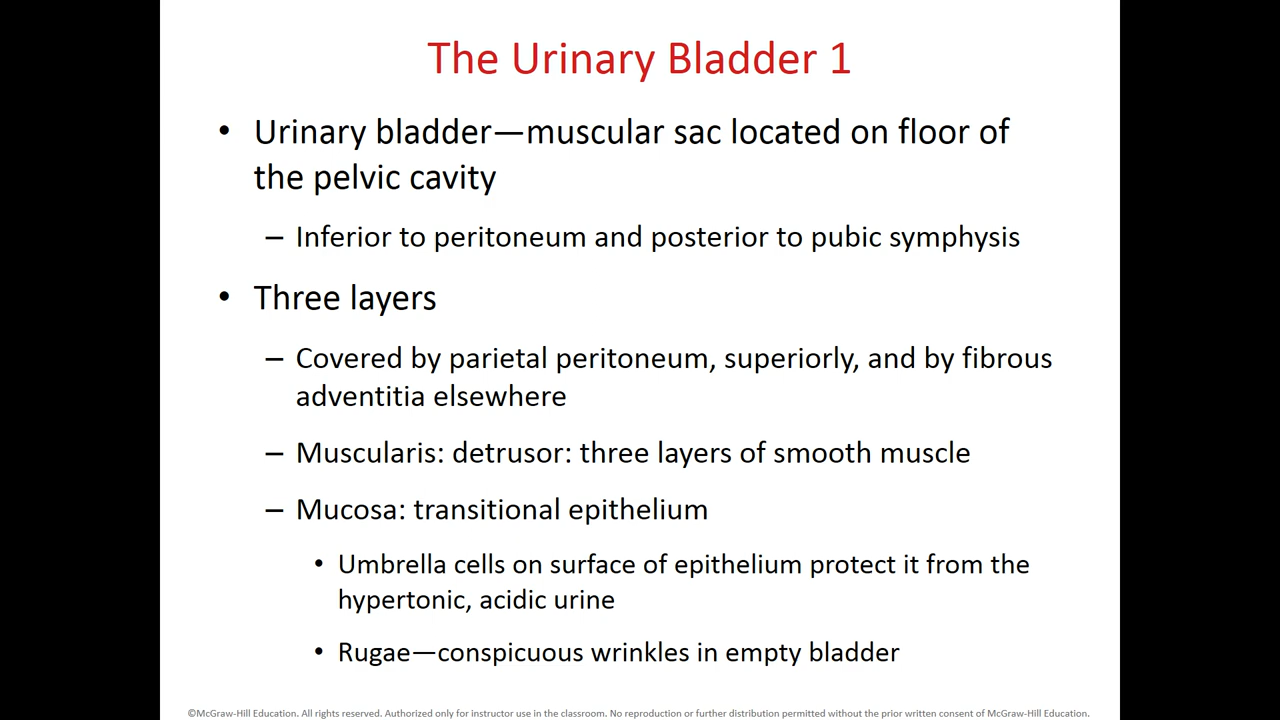 The Urinary Bladder 1
• Urinary bladder—muscular sac located on floor of
the pelvic cavity
– Inferior to peritoneum and posterior to pubic symphysis
• Three layers
– Covered by parietal peritoneum, superiorly, and by fibrous
adventitia elsewhere
– Muscularis: detrusor: three layers of smooth muscle
– Mucosa: transitional epithelium
• Umbrella cells on surface of epithelium protect it from the
hypertonic, acidic urine
• Rugae—conspicuous wrinkles in empty bladder
©McGraw-Hill Education. All rights reserved. Authorized only for instructor use in the classroom. No reproduction or further distribution permitted without the prior written consent of McGraw-Hill Education.